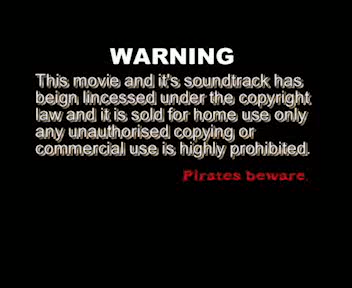 WARNING
This movie and it's soundtrack has
beign lincessed under the copyright
law and it is sold for home use only
any unauthorised copying or
commercial use is highly prohibited.
Pirates beware.